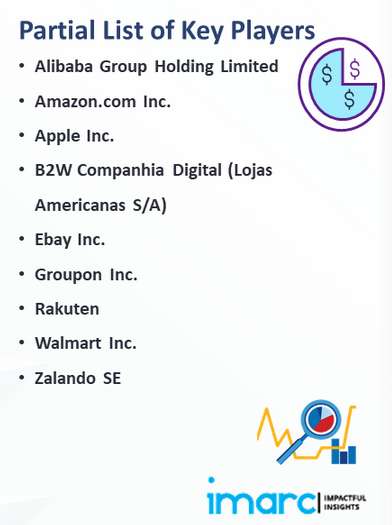 Partial List of Key Players
• Alibaba Group Holding Limited
• Amazon.com Inc.
• Apple Inc.
• B2W Companhia Digital (Lojas
Americanas S/A)
• Ebay Inc.
• Groupon Inc.
• Rakuten
• Walmart Inc.
• Zalando SE
$ $
$
imarc
IMPACTFUL
INSIGHTS